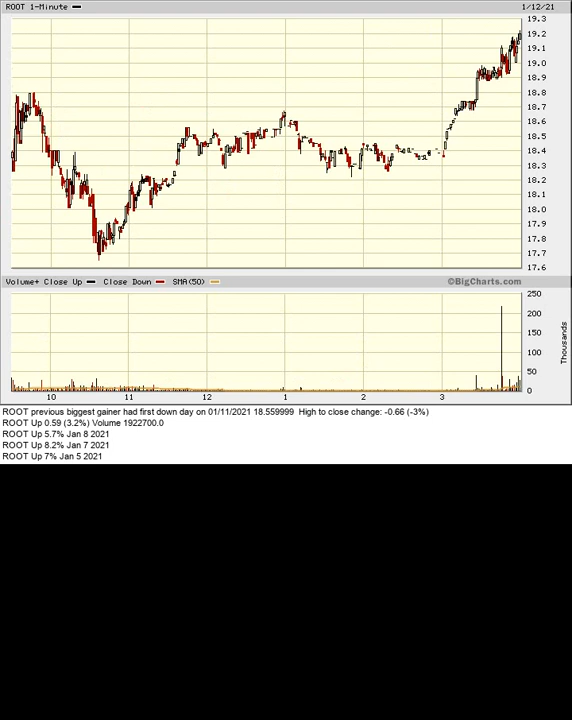 ROOT 1-Minute 1/12/21
19.3
19.2
19.1
19.0
18.9
18.8
18.7
18.6
18.5
18.4
18.3
18.2
18.1
18.0
17.9
17.8
17.7
17.6
Volume+ Close Up Close Down SMA(50) ©BigCharts.com
250
200
150
100
50
0
Thousands
10 11 12 1 2 3
ROOT previous biggest gainer had first down day on 01/11/2021 18.559999 High to close change: -0.66 (-3%)
ROOT Up 0.59 (3.2%) Volume 1922700.0
ROOT Up 5.7% Jan 8 2021
ROOT Up 8.2% Jan 7 2021
ROOT Up 7% Jan 5 2021